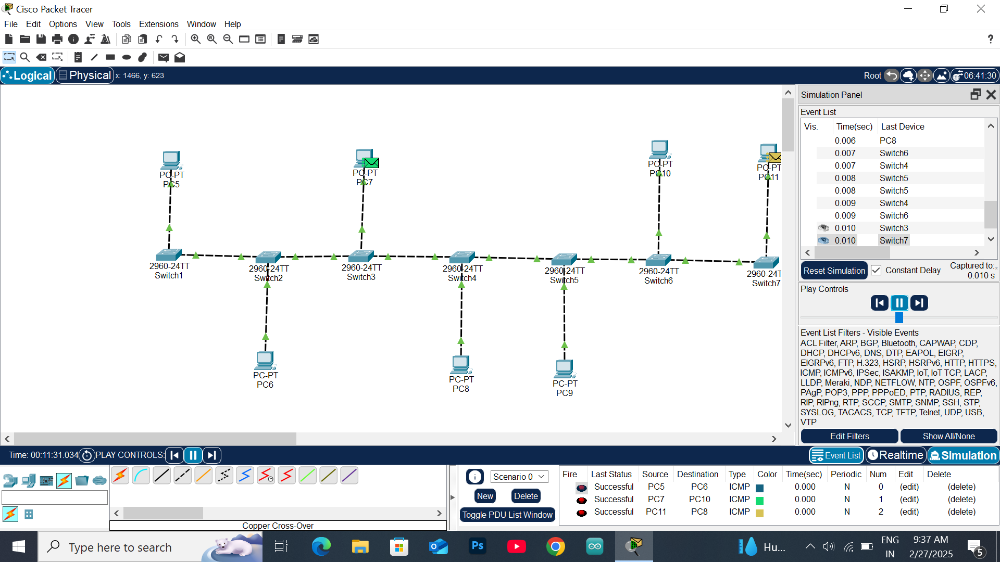 Cisco Packet Tracer
File Edit Options View Tools Extensions Window Help
?
Logical Physical x: 1466, y: 623 Root 06:41:30
PC-PT
PC5
PC-PT
PC7
PC-PT
PC10
PC-PT
PC11
2960-24TT
Switch1
2960-24TT
Switch2
2960-24TT
Switch3
2960-24TT
Switch4
2960-24TT
Switch5
2960-24TT
Switch6
2960-24T
Switch7
PC-PT
PC6
PC-PT
PC8
PC-PT
PC9
Simulation Panel
Event List
Vis. Time(sec) Last Device
0.006 PC8
0.007 Switch6
0.007 Switch4
0.008 Switch5
0.008 Switch5
0.009 Switch4
0.009 Switch6
0.010 Switch3
0.010 Switch7
Reset Simulation Constant Delay Captured to:*
0.010 s
Play Controls
Event List Filters - Visible Events
ACL Filter, ARP, BGP, Bluetooth, CAPWAP, CDP,
DHCP, DHCPv6, DNS, DTP, EAPOL, EIGRP,
EIGRPv6, FTP, H.323, HSRP, HSRPv6, HTTP, HTTPS,
ICMP, ICMPv6, IPSec, ISAKMP, IoT, IoT TCP, LACP,
LLDP, Meraki, NDP, NETFLOW, NTP, OSPF, OSPFv6,
PAgP, POP3, PPP, PPPoED, PTP, RADIUS, REP,
RIP, RIPng, RTP, SCCP, SMTP, SNMP, SSH, STP,
SYSLOG, TACACS, TCP, TFTP, Telnet, UDP, USB,
VTP
Edit Filters Show All/None
Time: 00:11:31.034 PLAY CONTROLS: Event List Realtime Simulation
Copper Cross-Over
Scenario 0
New Delete
Toggle PDU List Window
Fire Last Status Source Destination Type Color Time(sec) Periodic Num Edit Delete
Successful PC5 PC6 ICMP 0.000 N 0 (edit) (delete)
Successful PC7 PC10 ICMP 0.000 N 1 (edit) (delete)
Successful PC11 PC8 ICMP 0.000 N 2 (edit) (delete)
Type here to search
Ps
Hu...
ENG
IN
9:37 AM
2/27/2025
5